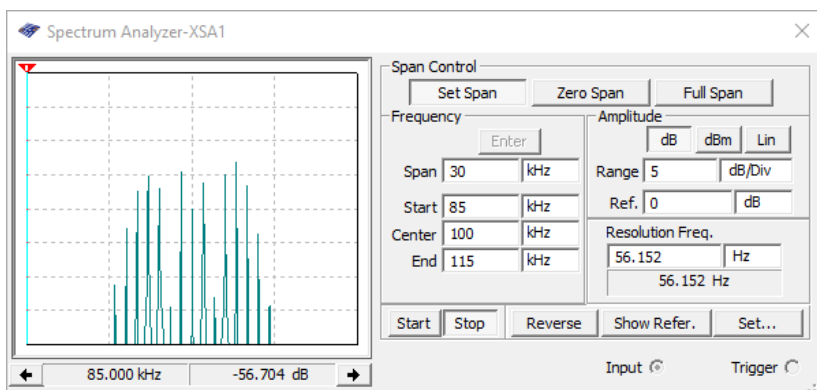 Spectrum Analyzer-XSA1
Span Control
Set Span Zero Span Full Span
Frequency
Enter
Span 30 kHz
Start 85 kHz
Center 100 kHz
End 115 kHz
Amplitude
dB dBm Lin
Range 5 dB/Div
Ref. 0 dB
Resolution Freq.
56.152 Hz
56.152 Hz
Start Stop Reverse Show Refer. Set...
85.000 kHz -56.704 dB
Input Trigger